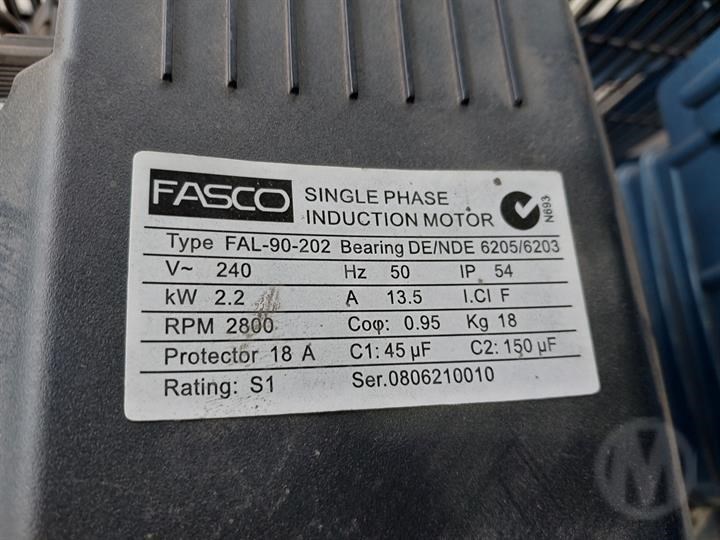 FASCO
SINGLE PHASE
INDUCTION MOTOR
N693
Type FAL-90-202 Bearing DE/NDE 6205/6203
V~ 240 Hz 50 IP 54
kW 2.2 A 13.5 I.Cl F
RPM 2800 Coφ: 0.95 Kg 18
Protector 18 A C1: 45 µF C2: 150 µF
Rating: S1 Ser.0806210010
M